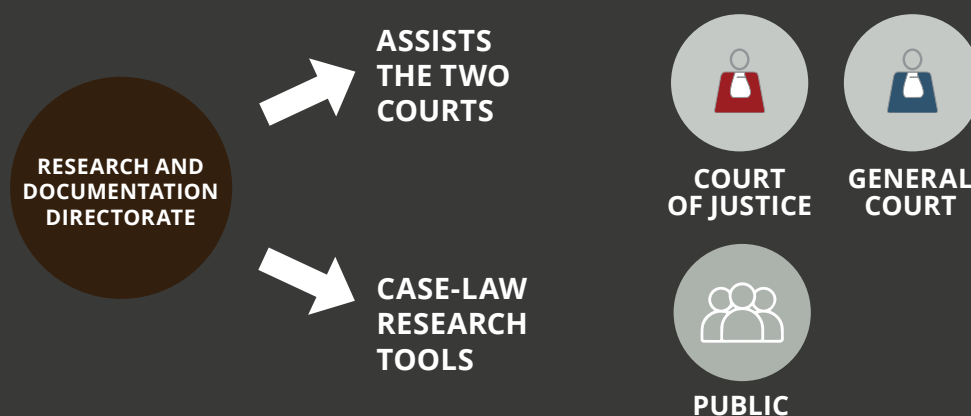 RESEARCH AND
DOCUMENTATION
DIRECTORATE
ASSISTS
THE TWO
COURTS
COURT
OF JUSTICE
GENERAL
COURT
CASE-LAW
RESEARCH
TOOLS
PUBLIC